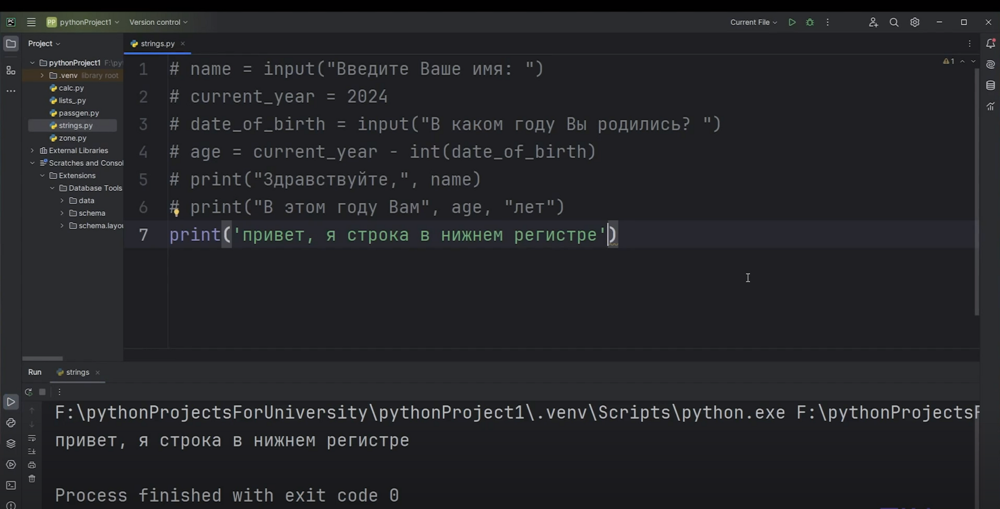 PC PP pythonProject1 Version control Current File
Project strings.py
pythonProject1 F:\py
.venv library root
calc.py
lists_.py
passgen.py
strings.py
zone.py
External Libraries
Scratches and Consol
Extensions
Database Tools
data
schema
schema.layou
1
1 # name = input("Введите Ваше имя: ")
2 # current_year = 2024
3 # date_of_birth = input("В каком году Вы родились? ")
4 # age = current_year - int(date_of_birth)
5 # print("Здравствуйте,", name)
6 # print("В этом году Вам", age, "лет")
7 print('привет, я строка в нижнем регистре')
Run strings
F:\pythonProjectsForUniversity\pythonProject1\.venv\Scripts\python.exe F:\pythonProjectsF
привет, я строка в нижнем регистре
Process finished with exit code 0